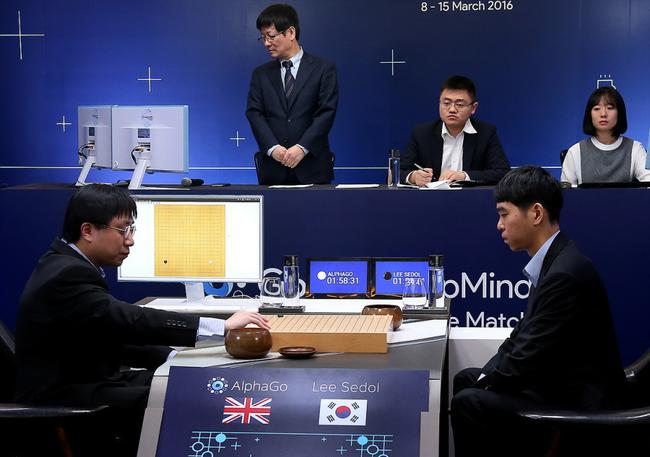 8 - 15 March 2016
ALPHAGO
01:58:31
LEE SEDOL
AlphaGo
Lee Sedol